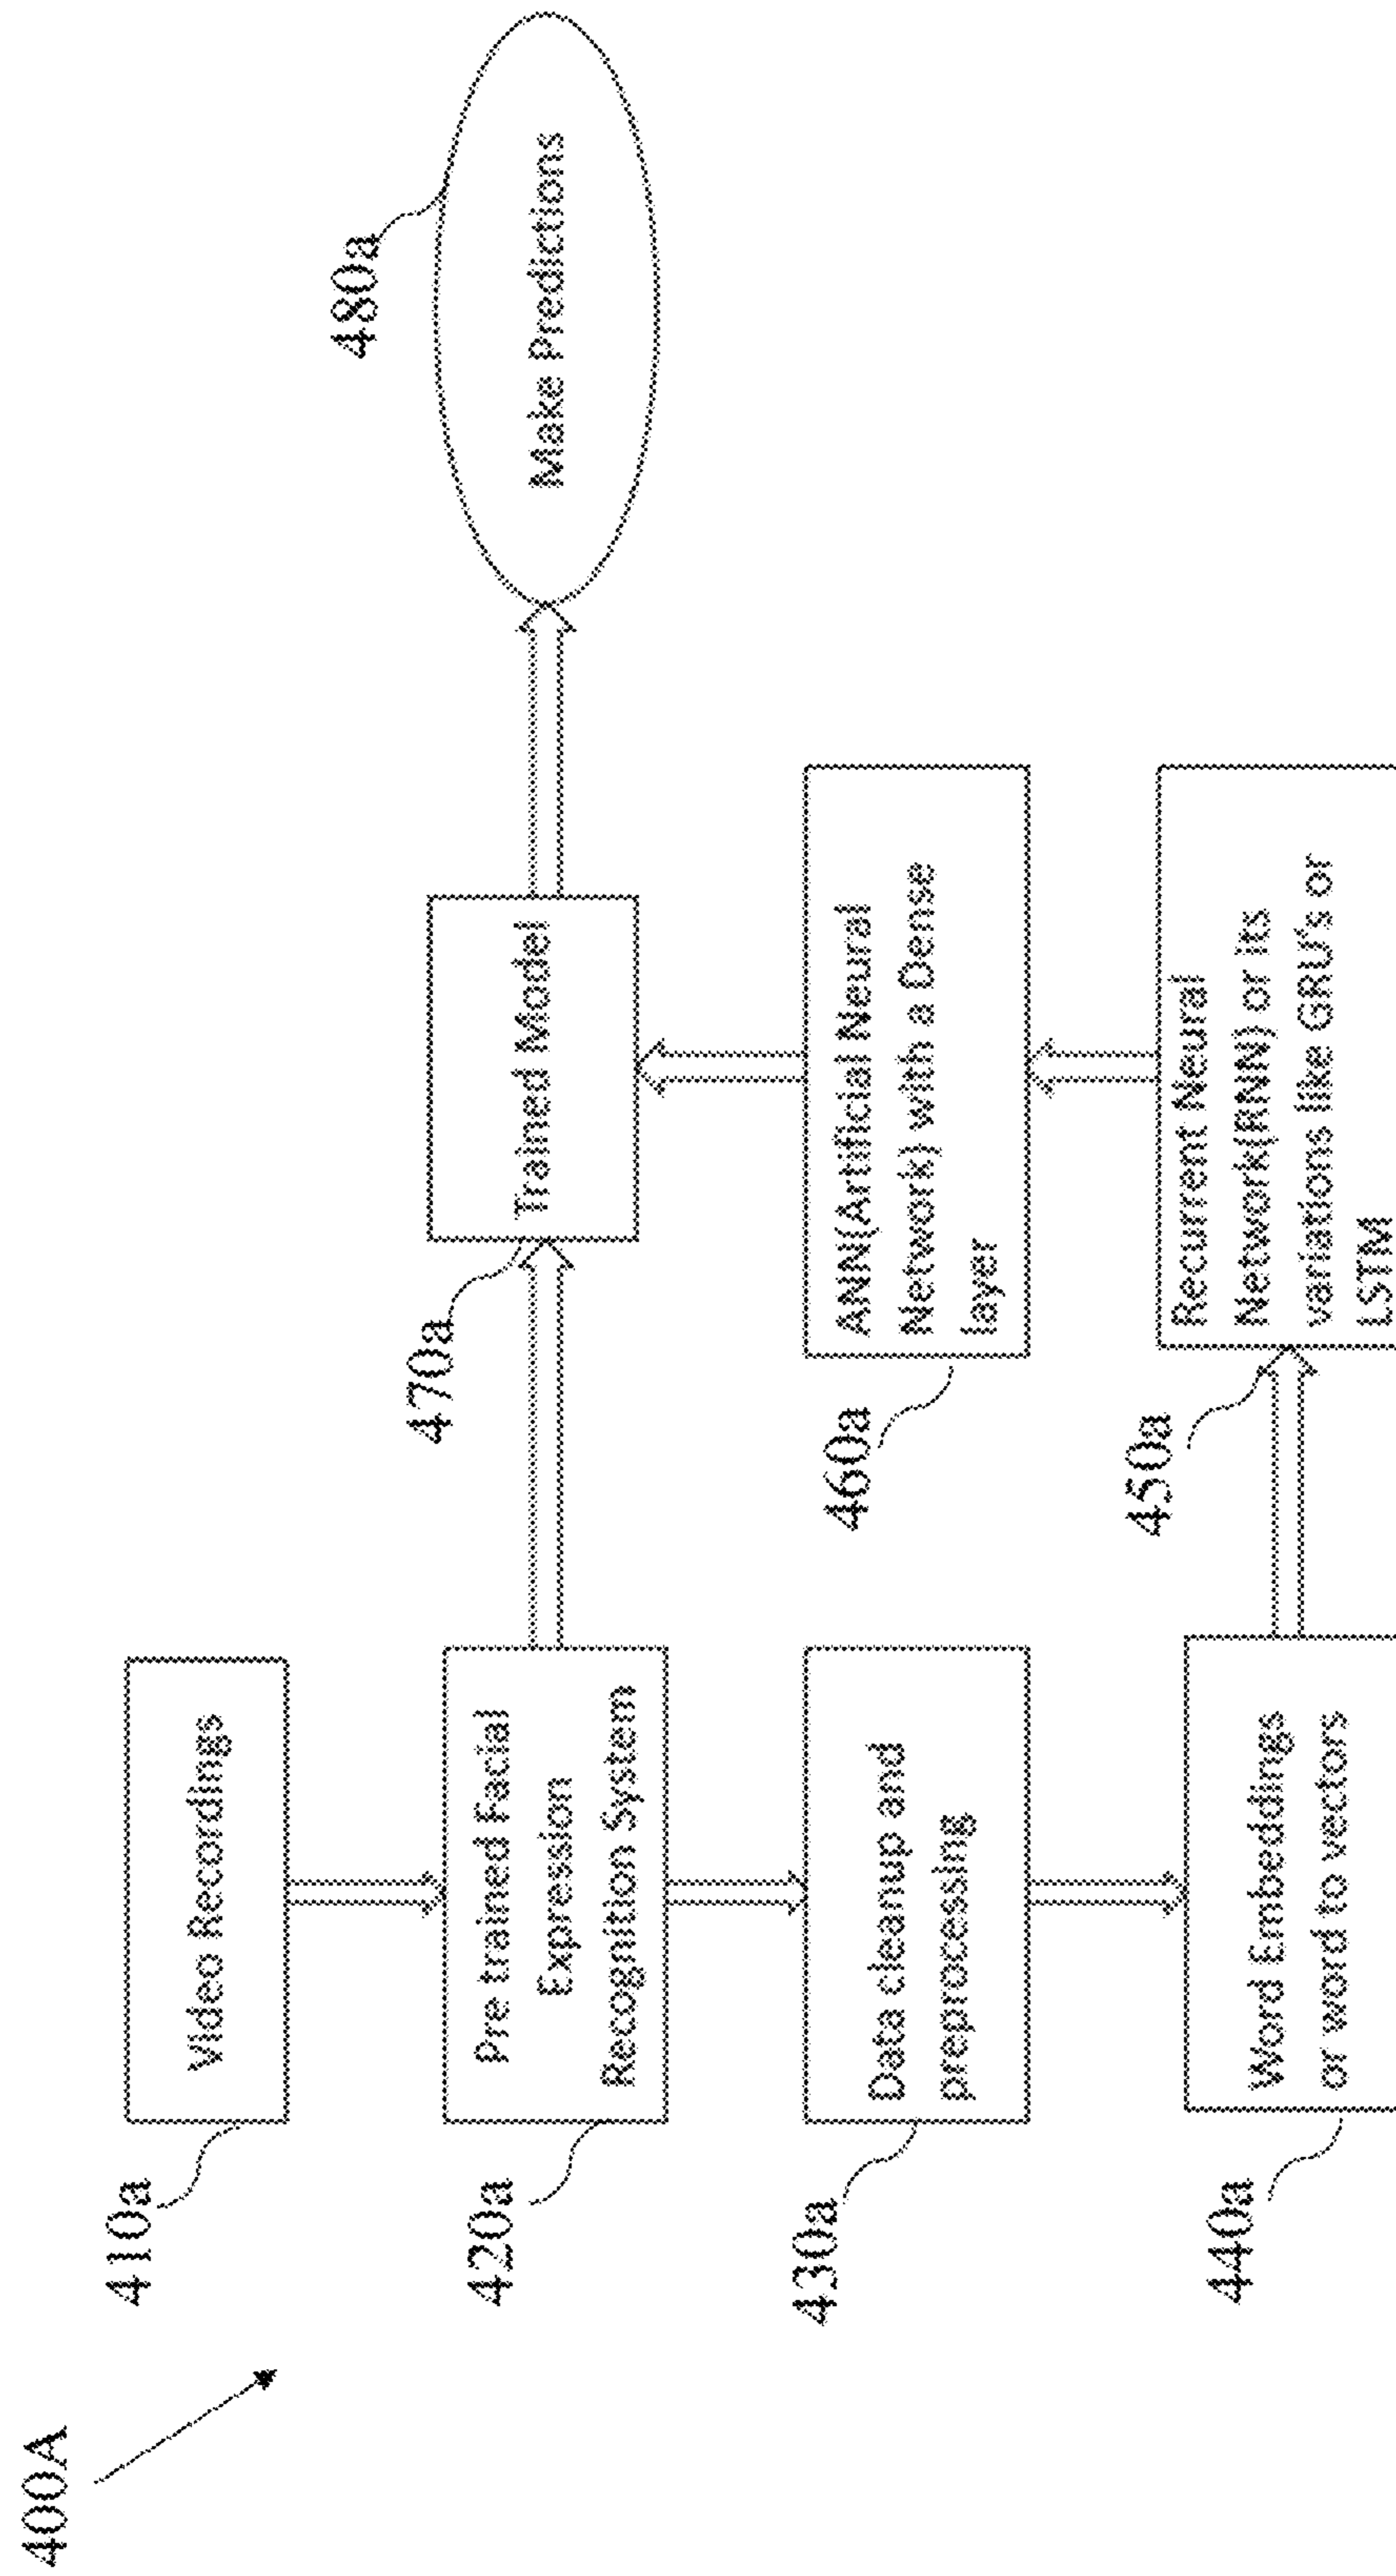 400A
410a
Video Recordings
420a
Pre trained Facial
Expression
Recognition System
430a
Data cleanup and
preprocessing
440a
Word Embeddings
or word to vectors
450a
Recurrent Neural
Network(RNN) or its
variations like GRU's or
LSTM
460a
ANN(Artificial Neural
Network) with a Dense
layer
470a
Trained Model
480a
Make Predictions